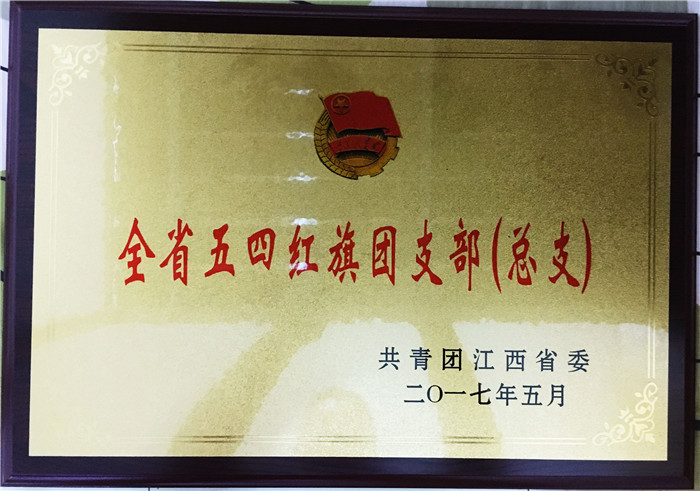 全省五四红旗团支部(总支)
共青团江西省委
二〇一七年五月